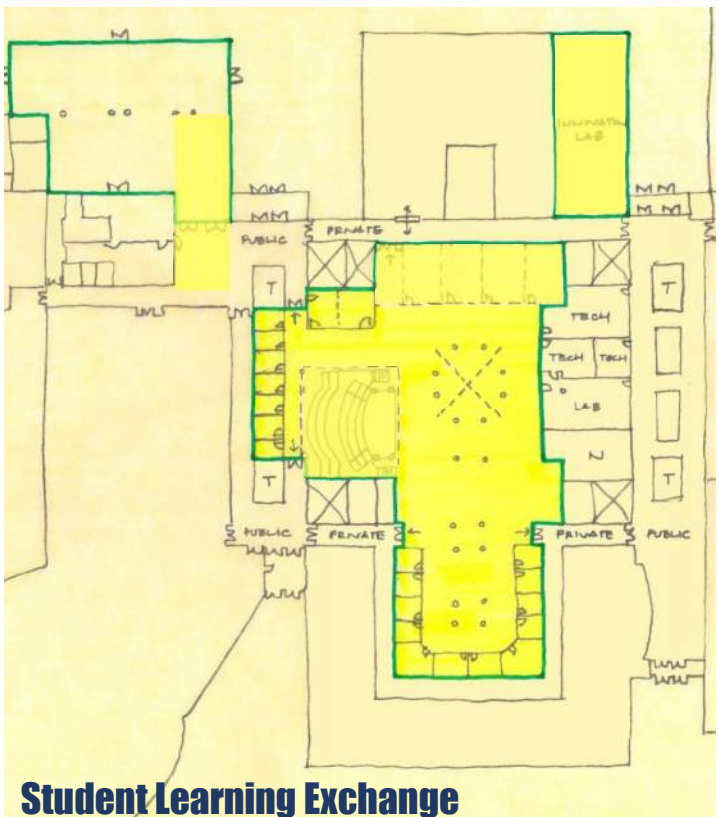 INNOVATION
LAB
PUBLIC
PRIVATE
T
T
TECH
TECH
TECH
LAB
N
T
T
PUBLIC
PRIVATE
PRIVATE
PUBLIC
Student Learning Exchange